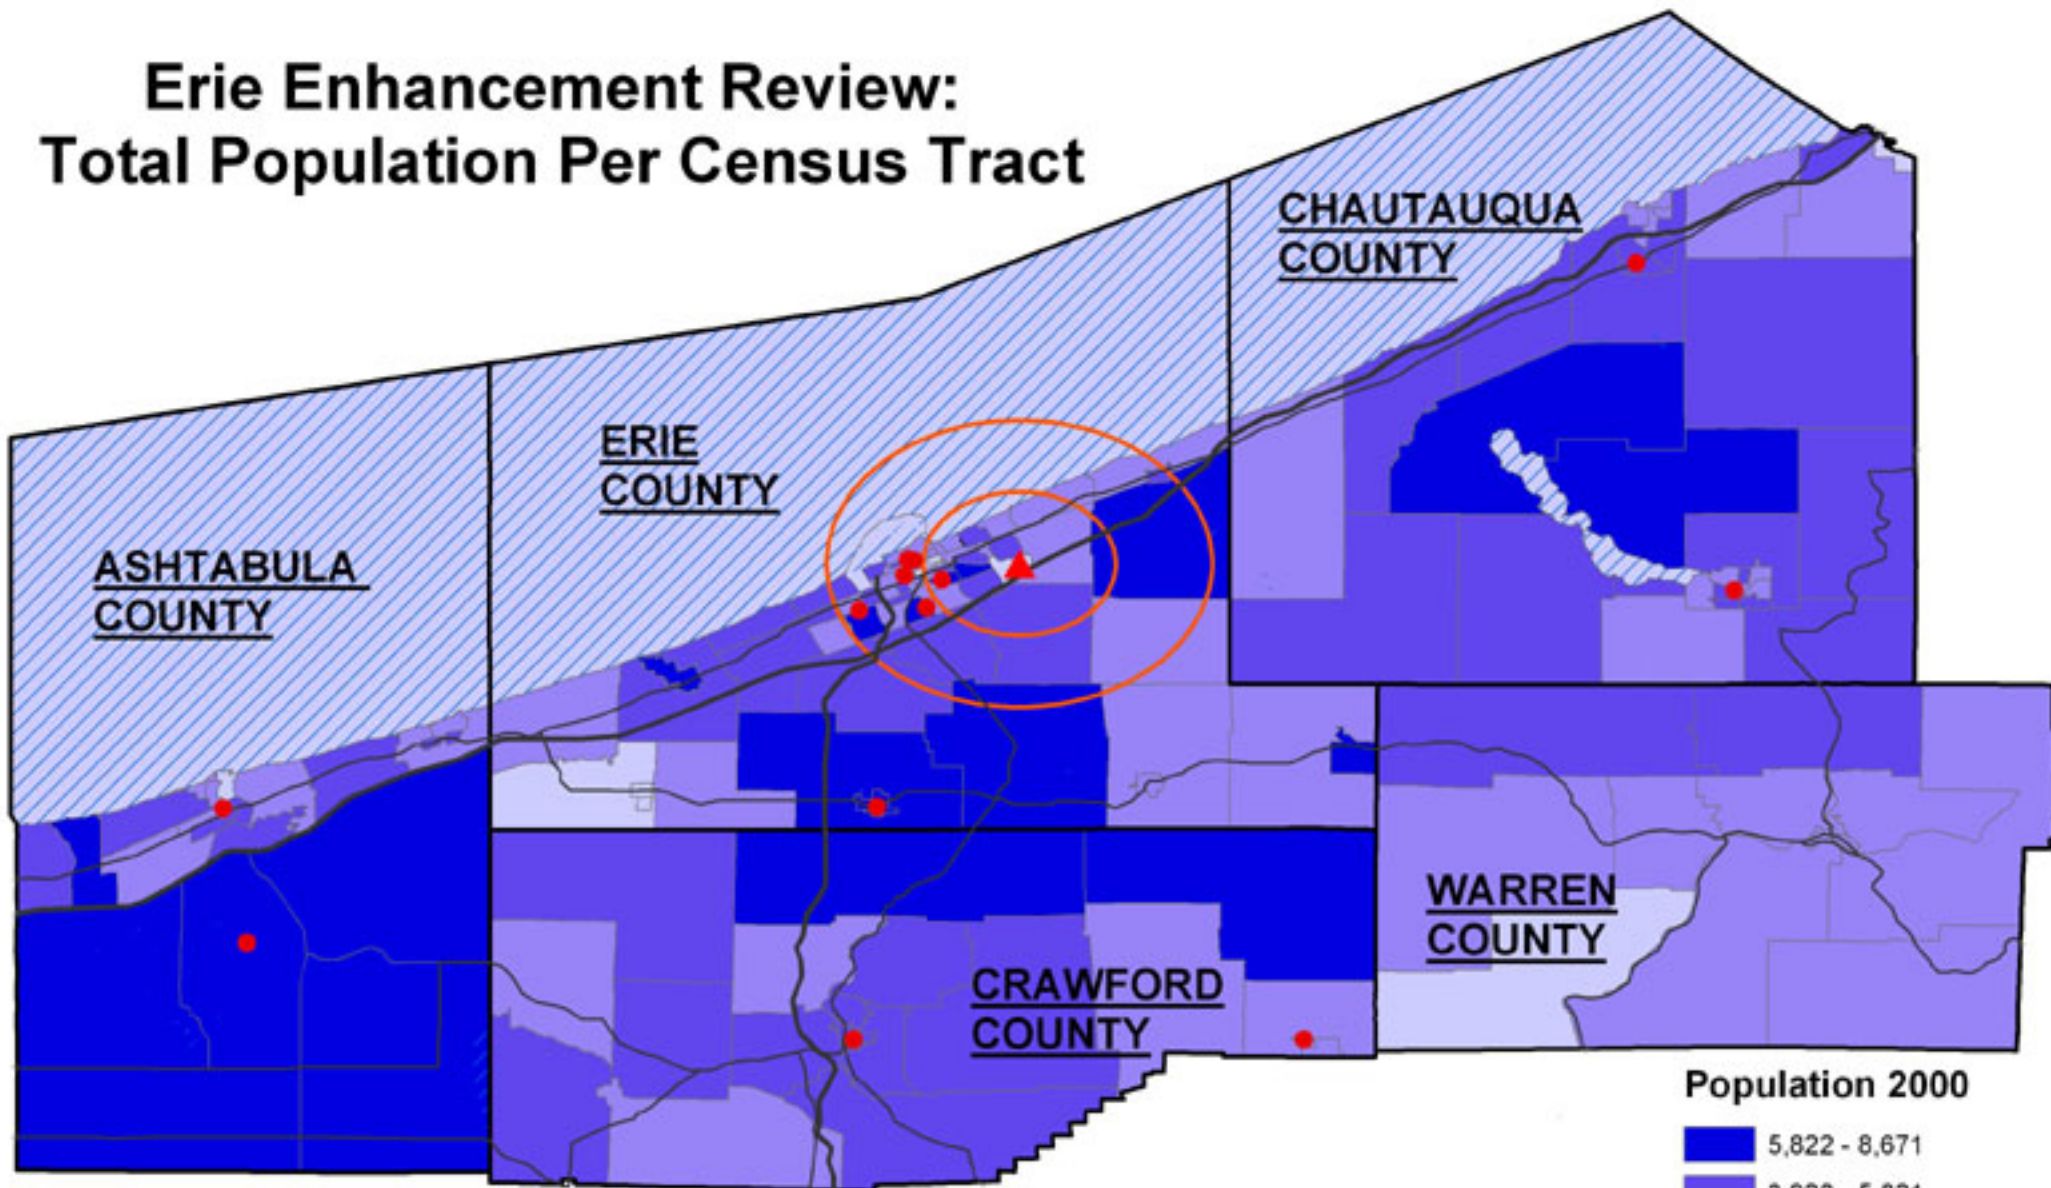 Erie Enhancement Review:
Total Population Per Census Tract
CHAUTAUQUA
COUNTY
ERIE
COUNTY
ASHTABULA
COUNTY
WARREN
COUNTY
CRAWFORD
COUNTY
Population 2000
5,822 - 8,671